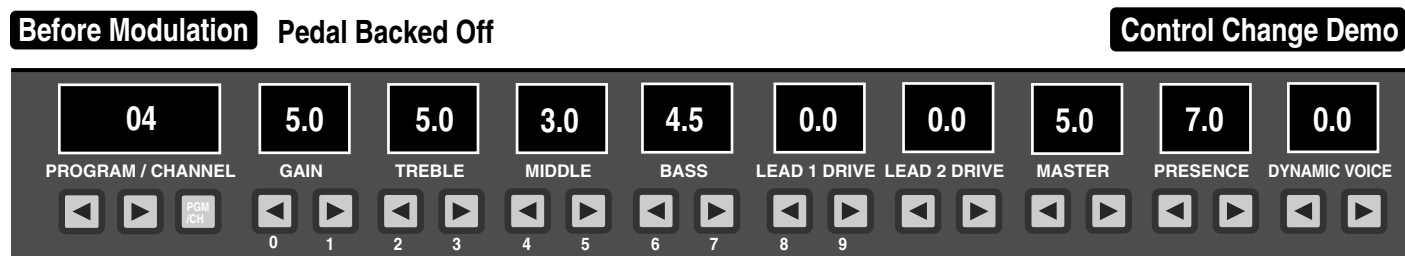 Before Modulation Pedal Backed Off Control Change Demo
04 5.0 5.0 3.0 4.5 0.0 0.0 5.0 7.0 0.0
PROGRAM / CHANNEL GAIN TREBLE MIDDLE BASS LEAD 1 DRIVE LEAD 2 DRIVE MASTER PRESENCE DYNAMIC VOICE
PGM
/CH
0 1 2 3 4 5 6 7 8 9